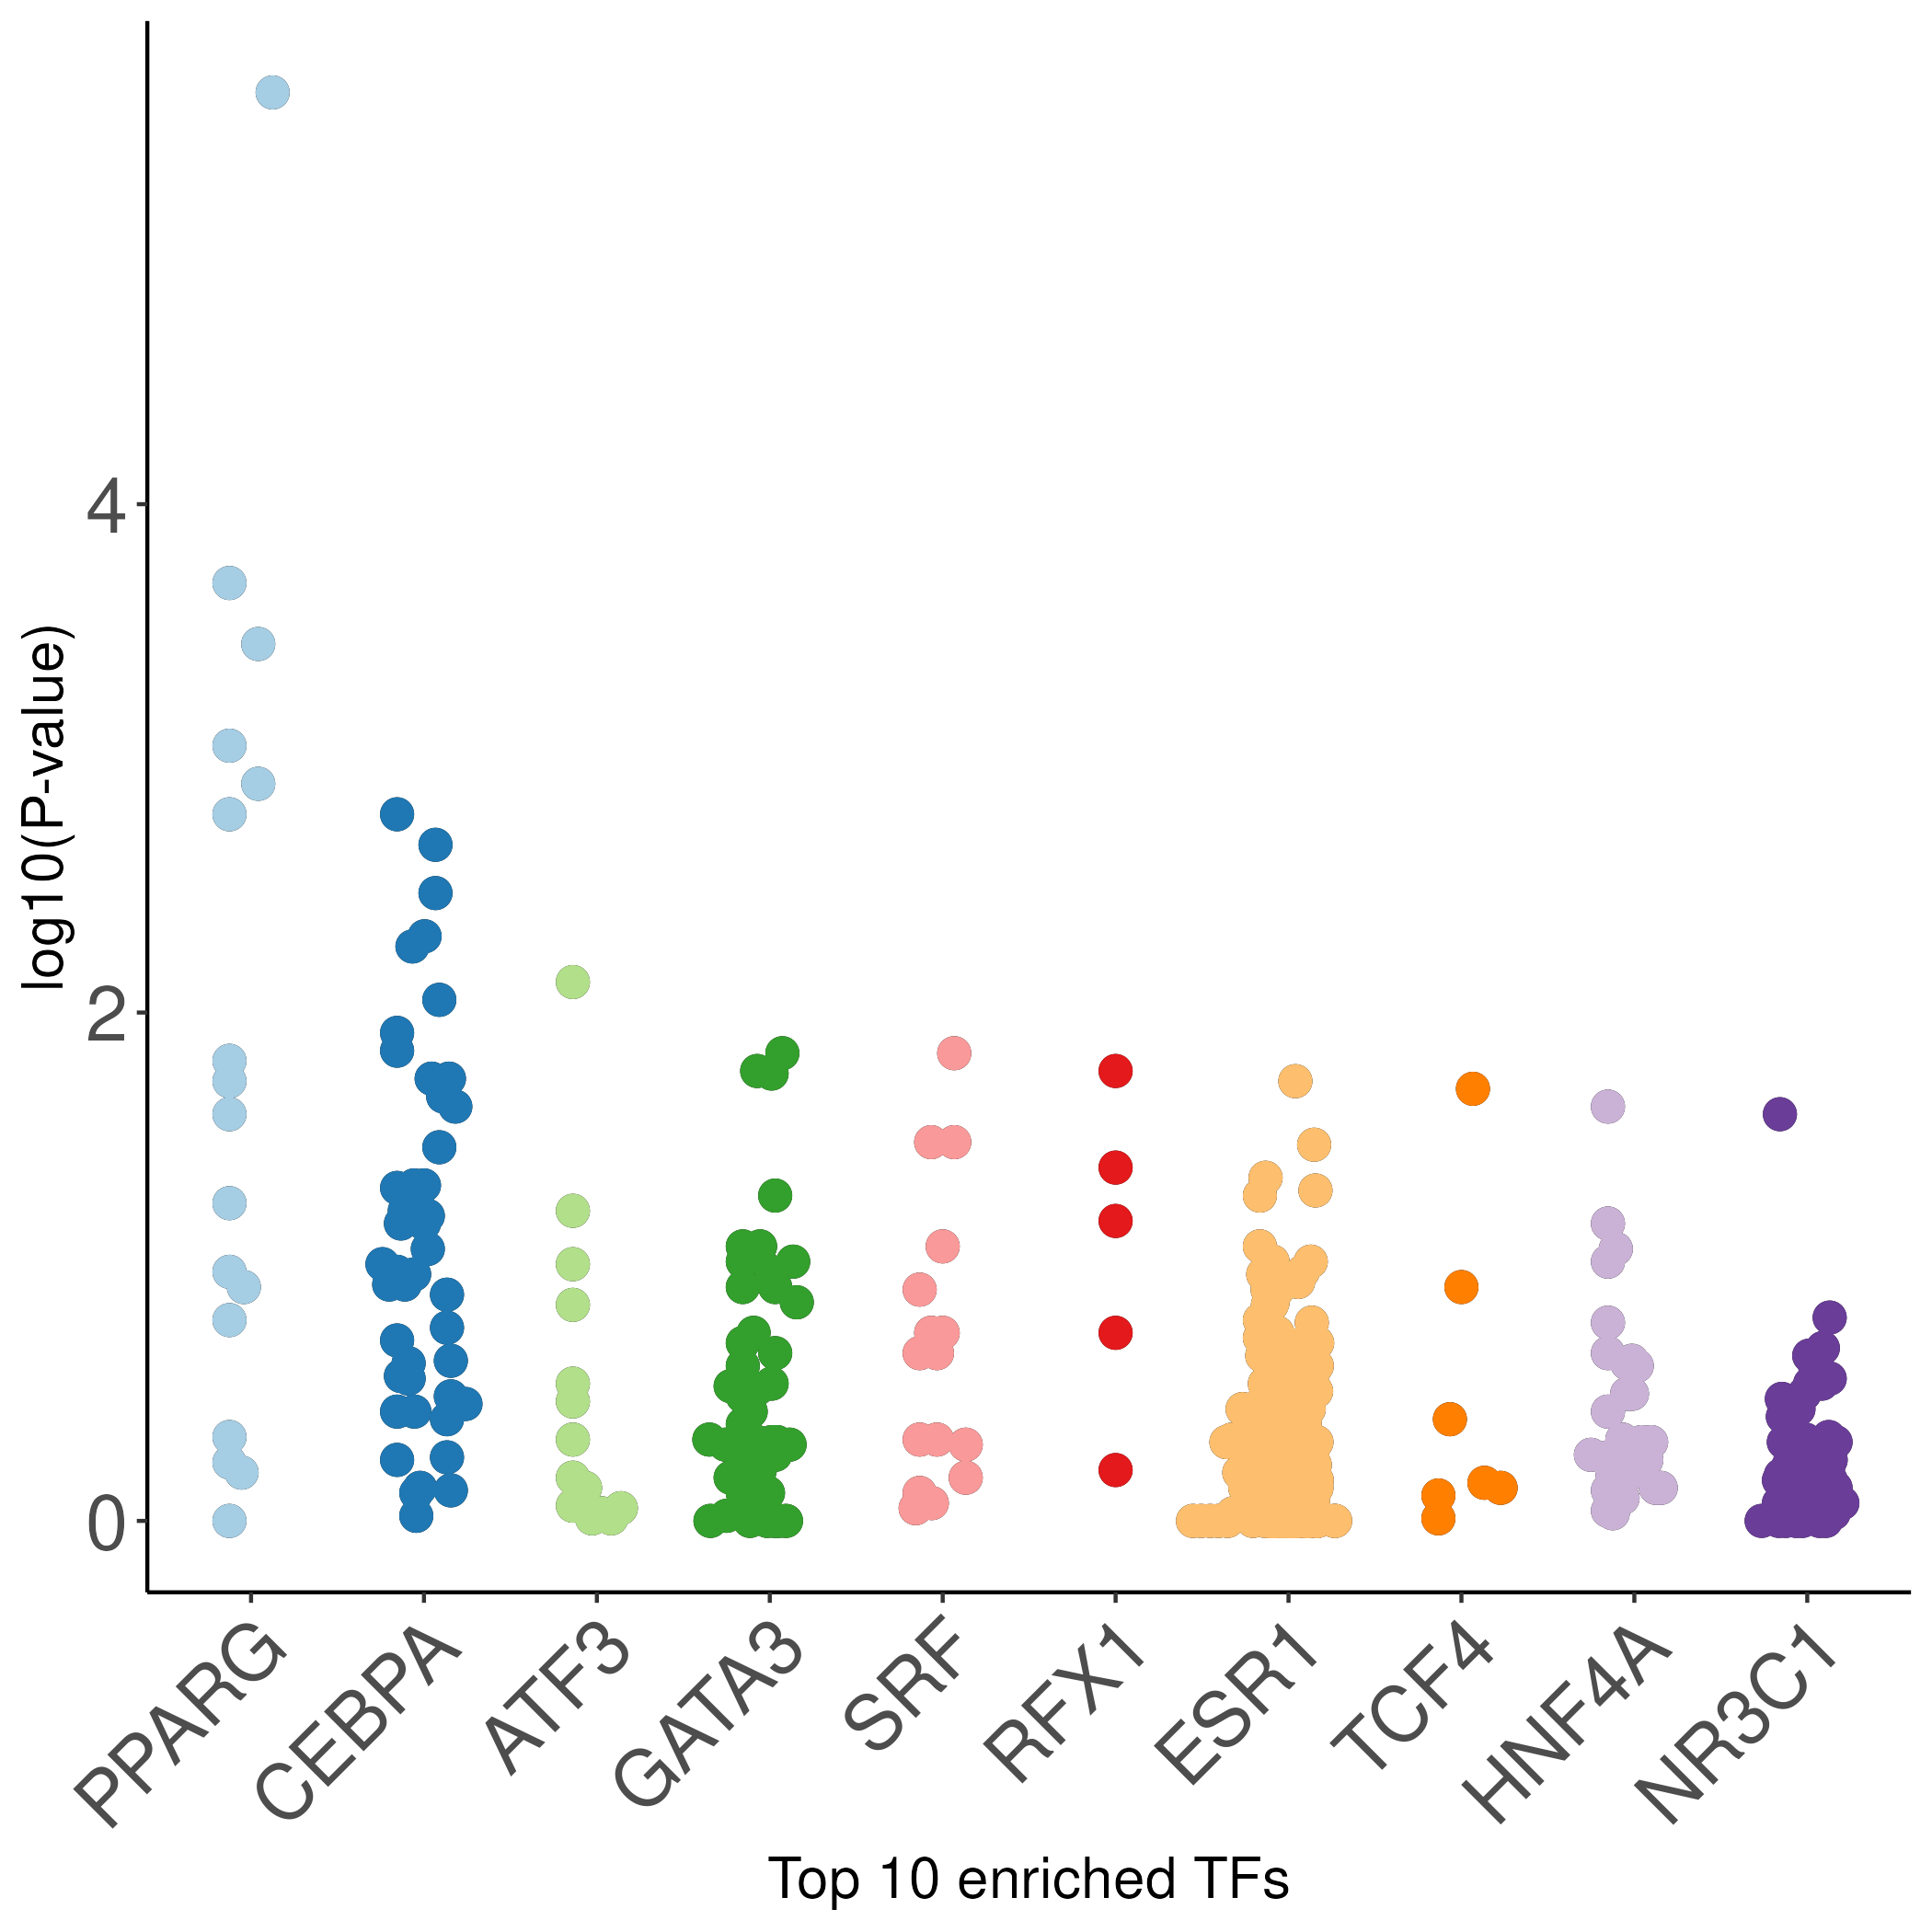 log10(P-value)
4
2
0
PPARG
CEBPA
ATF3
GATA3
SRF
RFX1
ESR1
TCF4
HNF4A
NR3C1
Top 10 enriched TFs